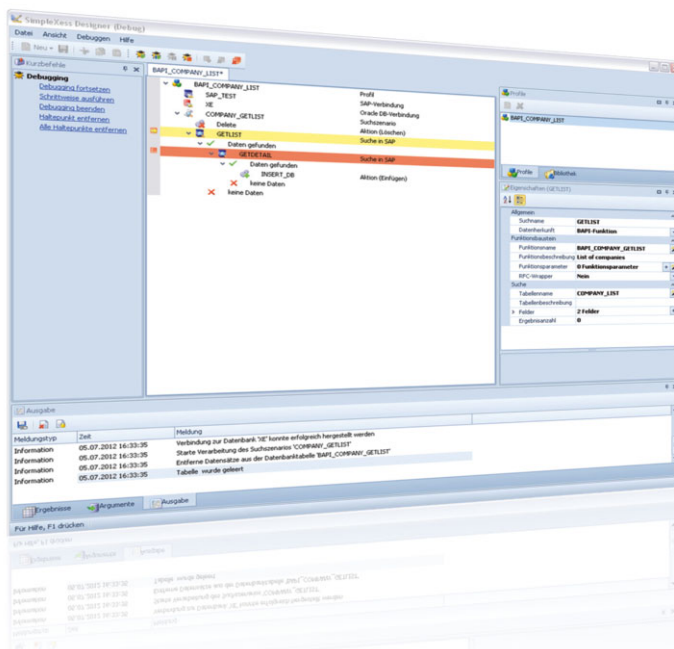 SimpleXess Designer (Debug)
Datei Ansicht Debuggen Hilfe
Neu
Kurzbefehle
Debugging
Debugging fortsetzen
Schrittweise ausführen
Debugging beenden
Haltepunkt entfernen
Alle Haltepunkte entfernen
BAPI_COMPANY_LIST*
BAPI_COMPANY_LIST Profil
SAP_TEST SAP-Verbindung
XE Oracle DB-Verbindung
COMPANY_GETLIST Suchszenario
Delete Aktion (Löschen)
GETLIST Suche in SAP
Daten gefunden
GETDETAIL Suche in SAP
Daten gefunden
INSERT_DB Aktion (Einfügen)
keine Daten
keine Daten
Profile
BAPI_COMPANY_LIST
Profile Bibliothek
Eigenschaften (GETLIST)
Allgemein
Suchname GETLIST
Datenherkunft BAPI-Funktion
Funktionsbaustein
Funktionsname BAPI_COMPANY_GETLIST
Funktionsbeschreibung List of companies
Funktionsparameter 0 Funktionsparameter
RFC-Wrapper Nein
Suche
Tabellenname COMPANY_LIST
Tabellenbeschreibung
Felder 2 Felder
Ergebnisanzahl 0
Ausgabe
Meldungstyp Zeit Meldung
Information 05.07.2012 16:33:35 Verbindung zur Datenbank 'XE' konnte erfolgreich hergestellt werden
Information 05.07.2012 16:33:35 Starte Verarbeitung des Suchszenarios 'COMPANY_GETLIST'
Information 05.07.2012 16:33:35 Entferne Datensätze aus der Datenbanktabelle 'BAPI_COMPANY_GETLIST'
Information 05.07.2012 16:33:35 Tabelle wurde geleert
Ergebnisse Argumente Ausgabe
Für Hilfe, F1 drücken